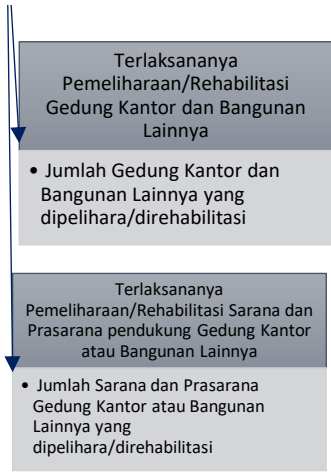 Terlaksananya
Pemeliharaan/Rehabilitasi
Gedung Kantor dan Bangunan
Lainnya
• Jumlah Gedung Kantor dan
Bangunan Lainnya yang
dipelihara/direhabilitasi
Terlaksananya
Pemeliharaan/Rehabilitasi Sarana dan
Prasarana pendukung Gedung Kantor
atau Bangunan Lainnya
• Jumlah Sarana dan Prasarana
Gedung Kantor atau Bangunan
Lainnya yang
dipelihara/direhabilitasi